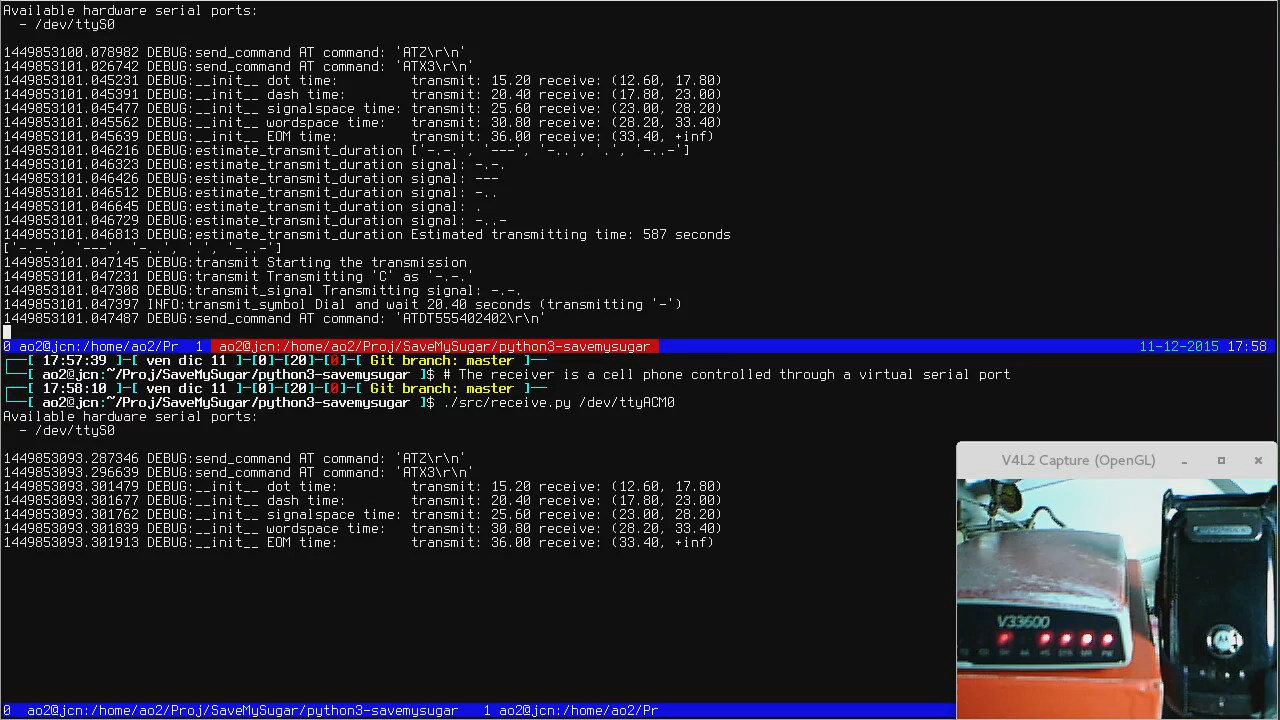 Available hardware serial ports:
- /dev/ttyS0
1449853100.078982 DEBUG:send_command AT command: 'ATZ\r\n'
1449853101.026742 DEBUG:send_command AT command: 'ATX3\r\n'
1449853101.045231 DEBUG:__init__ dot time: transmit: 15.20 receive: (12.60, 17.80)
1449853101.045391 DEBUG:__init__ dash time: transmit: 20.40 receive: (17.80, 23.00)
1449853101.045477 DEBUG:__init__ signalspace time: transmit: 25.60 receive: (23.00, 28.20)
1449853101.045562 DEBUG:__init__ wordspace time: transmit: 30.80 receive: (28.20, 33.40)
1449853101.045639 DEBUG:__init__ EOM time: transmit: 36.00 receive: (33.40, +inf)
1449853101.046216 DEBUG:estimate_transmit_duration ['-.-.', '---', '-..', '.', '-..-']
1449853101.046323 DEBUG:estimate_transmit_duration signal: -.-.
1449853101.046426 DEBUG:estimate_transmit_duration signal: ---
1449853101.046512 DEBUG:estimate_transmit_duration signal: -..
1449853101.046645 DEBUG:estimate_transmit_duration signal: .
1449853101.046729 DEBUG:estimate_transmit_duration signal: -..-
1449853101.046813 DEBUG:estimate_transmit_duration Estimated transmitting time: 587 seconds
['-.-.', '---', '-..', '.', '-..-']
1449853101.047145 DEBUG:transmit Starting the transmission
1449853101.047231 DEBUG:transmit Transmitting 'C' as '-.-.'
1449853101.047308 DEBUG:transmit_signal Transmitting signal: -.-.
1449853101.047397 INFO:transmit_symbol Dial and wait 20.40 seconds (transmitting '-')
1449853101.047487 DEBUG:send_command AT command: 'ATDT555402402\r\n'
0 ao2@jcn:/home/ao2/Pr 1 ao2@jcn:/home/ao2/Proj/SaveMySugar/python3-savemysugar 11-12-2015 17:58
[ 17:57:39 ]-[ ven dic 11 ]-[0]-[20]-[0]-[ Git branch: master ]
[ ao2@jcn:~/Proj/SaveMySugar/python3-savemysugar ]$ # The receiver is a cell phone controlled through a virtual serial port
[ 17:58:10 ]-[ ven dic 11 ]-[0]-[20]-[0]-[ Git branch: master ]
[ ao2@jcn:~/Proj/SaveMySugar/python3-savemysugar ]$ ./src/receive.py /dev/ttyACM0
Available hardware serial ports:
- /dev/ttyS0
1449853093.287346 DEBUG:send_command AT command: 'ATZ\r\n'
1449853093.296639 DEBUG:send_command AT command: 'ATX3\r\n'
1449853093.301479 DEBUG:__init__ dot time: transmit: 15.20 receive: (12.60, 17.80)
1449853093.301677 DEBUG:__init__ dash time: transmit: 20.40 receive: (17.80, 23.00)
1449853093.301762 DEBUG:__init__ signalspace time: transmit: 25.60 receive: (23.00, 28.20)
1449853093.301839 DEBUG:__init__ wordspace time: transmit: 30.80 receive: (28.20, 33.40)
1449853093.301913 DEBUG:__init__ EOM time: transmit: 36.00 receive: (33.40, +inf)
V4L2 Capture (OpenGL)
V33600
0 ao2@jcn:/home/ao2/Proj/SaveMySugar/python3-savemysugar 1 ao2@jcn:/home/ao2/Pr